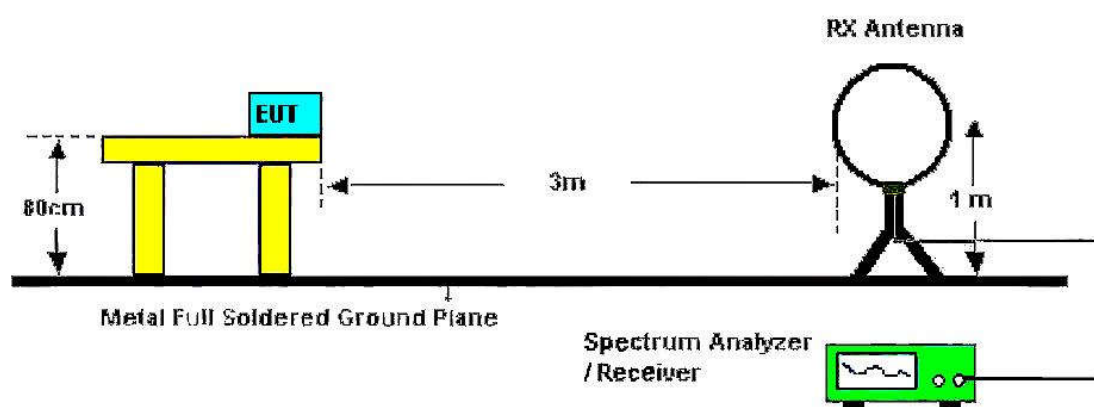 RX Antenna
EUT
80cm
3m
1 m
Metal Full Soldered Ground Plane
Spectrum Analyzer
/ Receiver